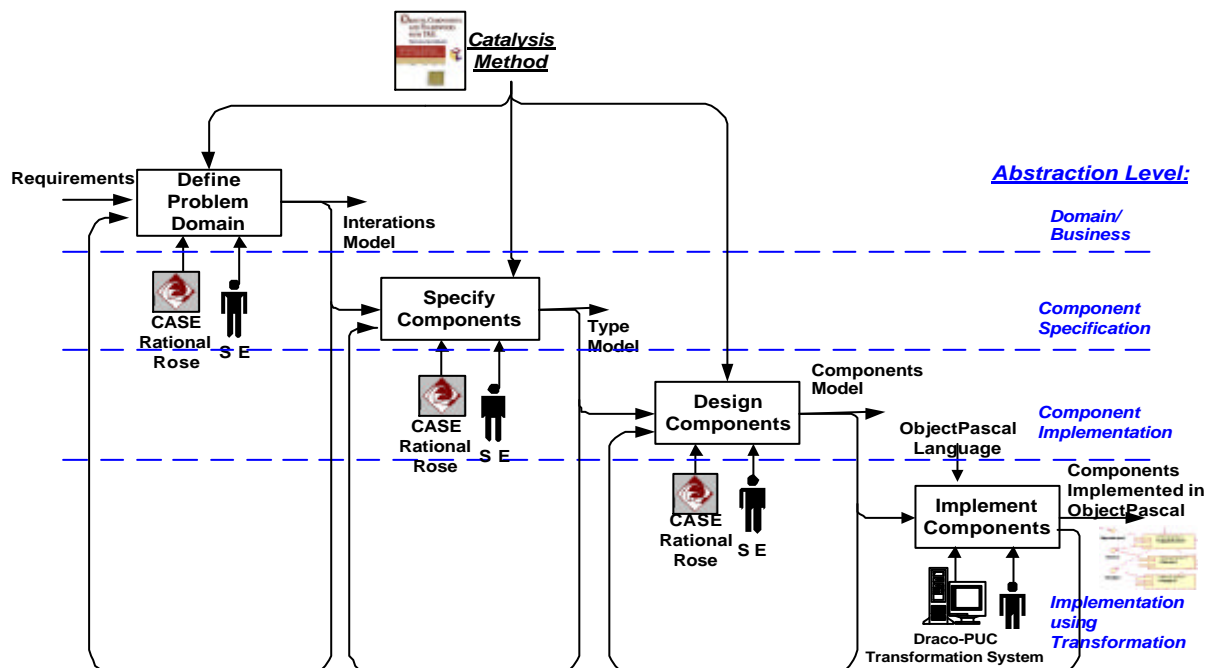 Catalysis
Method
Requirements
Define
Problem
Domain
Interations
Model
Abstraction Level:
Domain/
Business
CASE
Rational
Rose
S E
Specify
Components
Type
Model
Component
Specification
CASE
Rational
Rose
S E
Design
Components
Components
Model
Component
Implementation
CASE
Rational
Rose
S E
ObjectPascal
Language
Implement
Components
Components
Implemented in
ObjectPascal
Draco-PUC
Transformation System
Implementation
using
Transformation